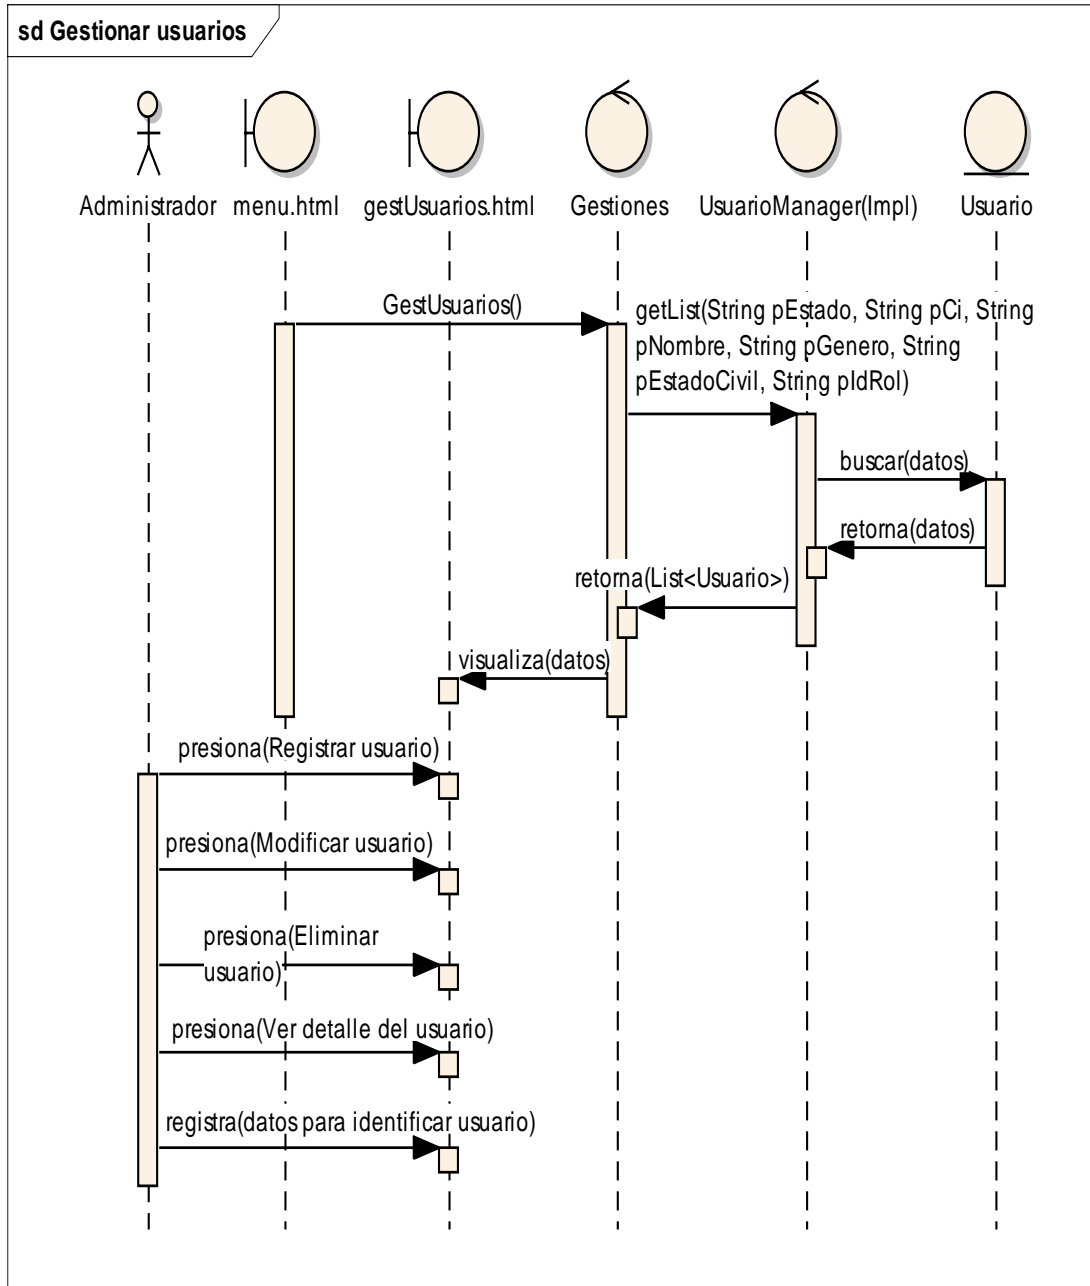 sd Gestionar usuarios
Administrador
menu.html
gestUsuarios.html
Gestiones
UsuarioManager(Impl)
Usuario
GestUsuarios()
getList(String pEstado, String pCi, String
pNombre, String pGenero, String
pEstadoCivil, String pIdRol)
buscar(datos)
retorna(datos)
retorna(List<Usuario>)
visualiza(datos)
presiona(Registrar usuario)
presiona(Modificar usuario)
presiona(Eliminar
usuario)
presiona(Ver detalle del usuario)
registra(datos para identificar usuario)